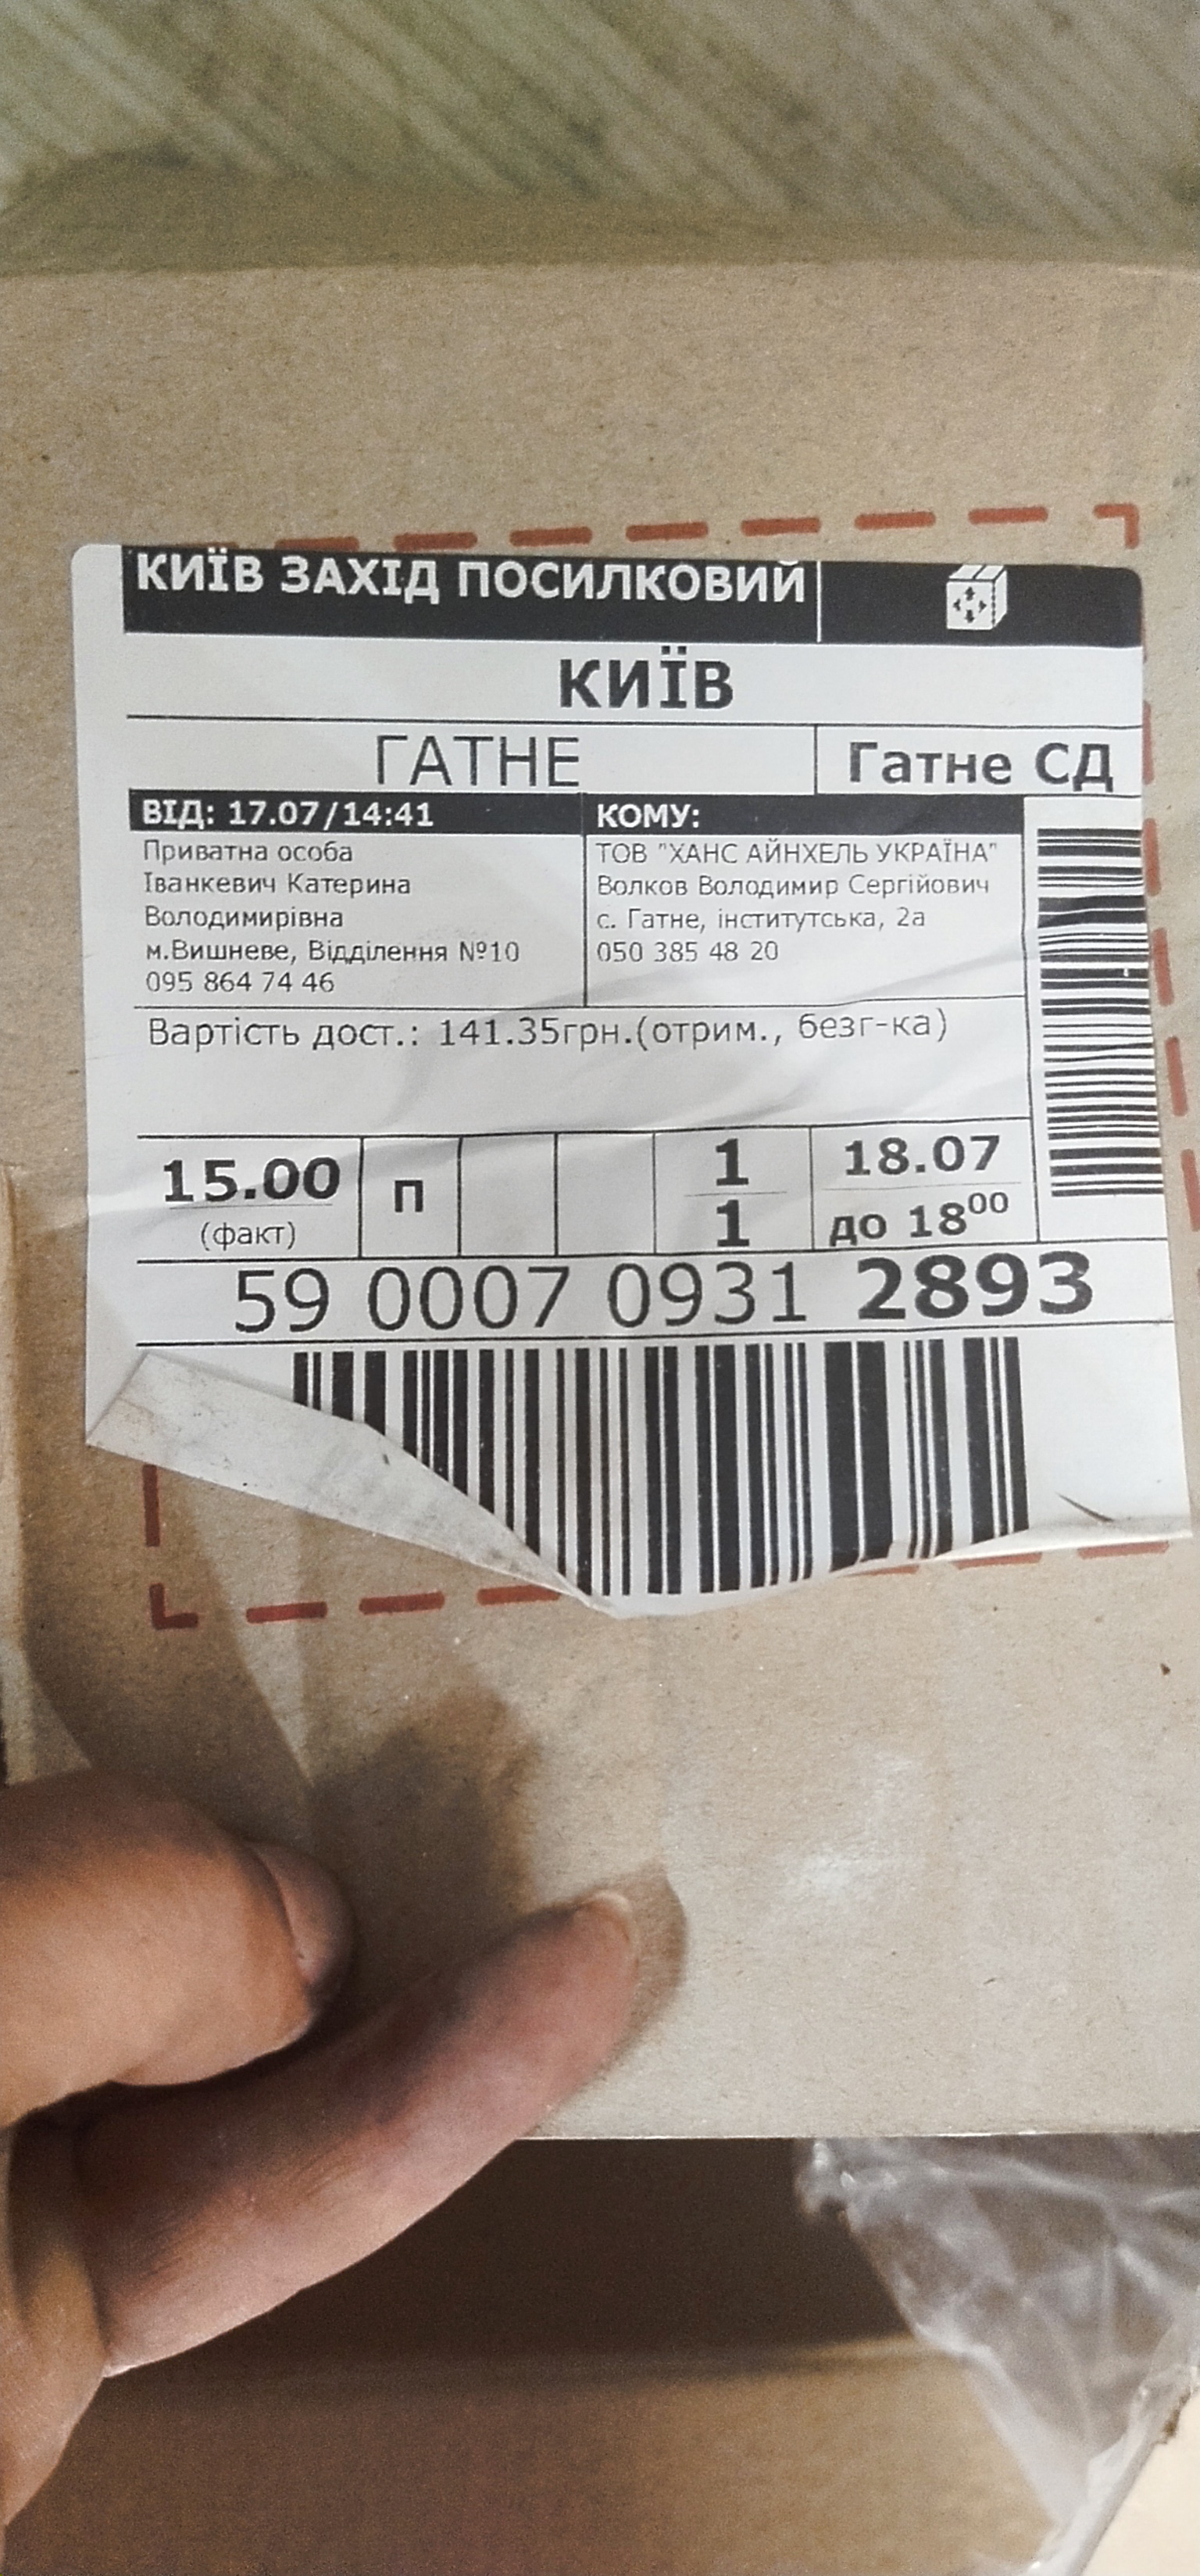 КИЇВ ЗАХІД ПОСИЛКОВИЙ
КИЇВ
ГАТНЕ
Гатне СД
ВІД: 17.07/14:41
Приватна особа
Іванкевич Катерина
Володимирівна
м.Вишневе, Відділення №10
095 864 74 46
КОМУ:
ТОВ "ХАНС АЙНХЕЛЬ УКРАЇНА"
Волков Володимир Сергійович
с. Гатне, інститутська, 2а
050 385 48 20
Вартість дост.: 141.35грн.(отрим., безг-ка)
15.00
(факт)
П
1
1
18.07
до 18⁰⁰
59 0007 0931 2893